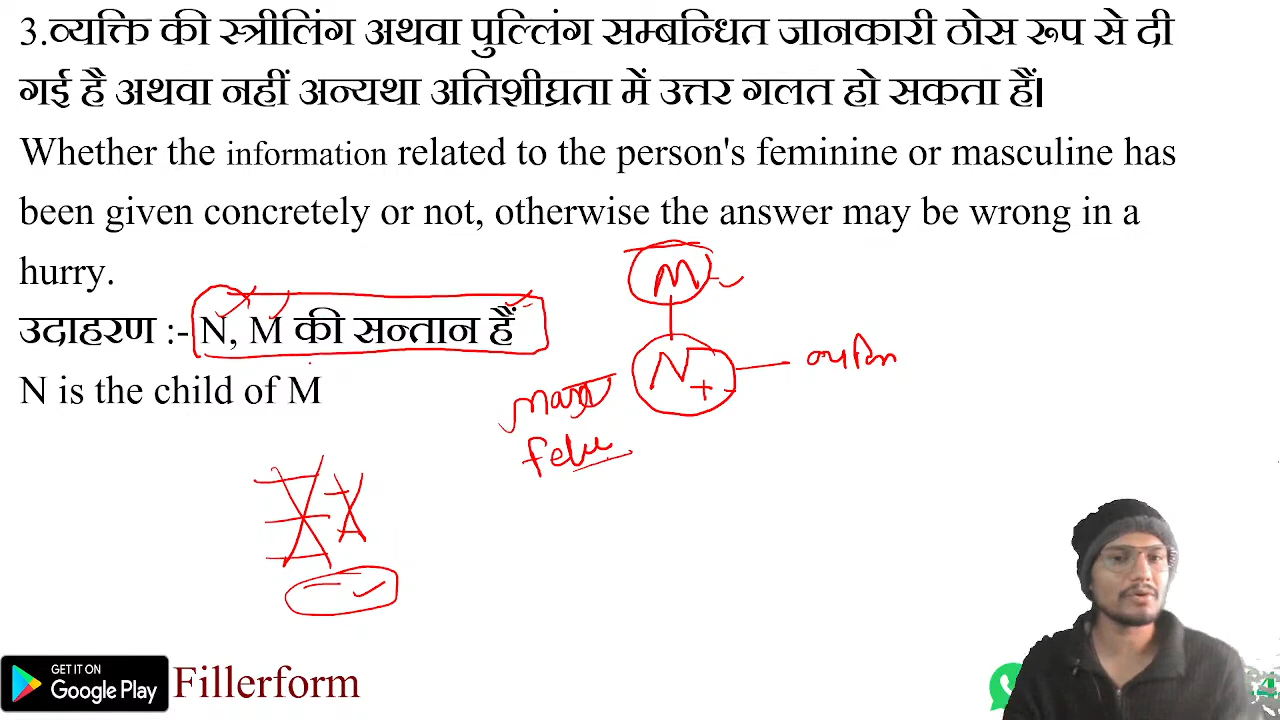 3.व्यक्ति की स्त्रीलिंग अथवा पुल्लिंग सम्बन्धित जानकारी ठोस रूप से दी
गई है अथवा नहीं अन्यथा अतिशीघ्रता में उत्तर गलत हो सकता हैं।
Whether the information related to the person's feminine or masculine has
been given concretely or not, otherwise the answer may be wrong in a
hurry.
M
उदाहरण :- N, M की सन्तान हैं
N +
N is the child of M
GET IT ON
Google Play
Fillerform
4